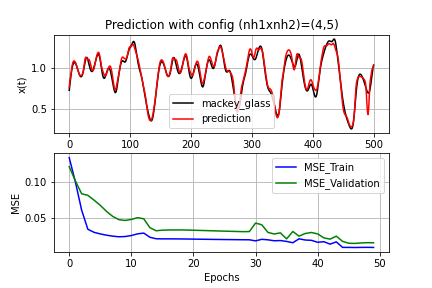 Prediction with config (nh1xnh2)=(4,5)
x(t)
1.0
0.5
mackey_glass
prediction
0 100 200 300 400 500
MSE
0.10
0.05
MSE_Train
MSE_Validation
0 10 20 30 40 50
Epochs